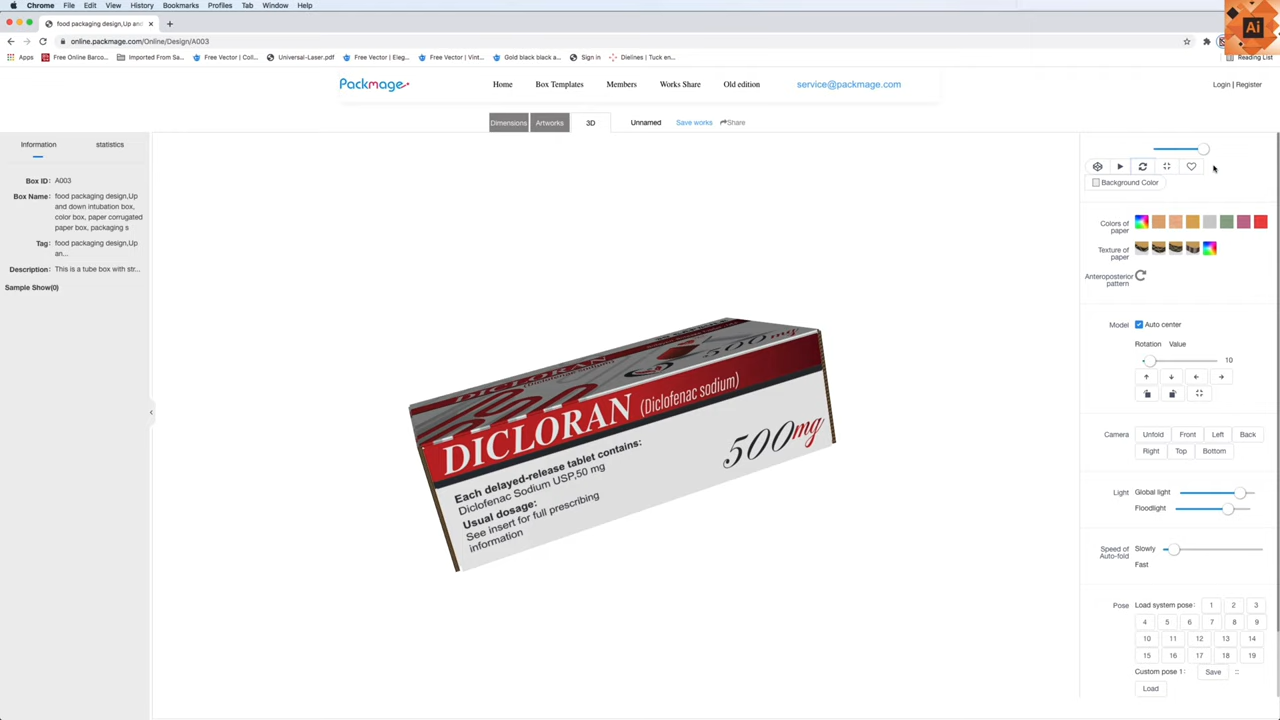 Chrome File Edit View History Bookmarks Profiles Tab Window Help
food packaging design,Up and
online.packmage.com/Online/Design/A003
Apps Free Online Barco... Imported From Sa... Free Vector | Coll... Universal-Laser.pdf Free Vector | Eleg... Free Vector | Vint... Gold black black a... Sign in Dielines | Tuck en... Reading List
Ai
Packmage
Home Box Templates Members Works Share Old edition service@packmage.com
Login | Register
Dimensions Artworks 3D Unnamed Save works Share
Information statistics
Box ID: A003
Box Name: food packaging design,Up
and down intubation box,
color box, paper corrugated
paper box, packaging s
Tag: food packaging design,Up
an...
Description: This is a tube box with str...
Sample Show(0)
DICLORAN
500mg
DICLORAN (Diclofenac sodium)
Each delayed-release tablet contains:
Diclofenac Sodium USP,50 mg
Usual dosage:
See insert for full prescribing
information
500mg
Background Color
Colors of
paper
Texture of
paper
Anteroposterior
pattern
Model Auto center
Rotation Value
10
Camera Unfold Front Left Back
Right Top Bottom
Light Global light
Floodlight
Speed of
Auto-fold
Slowly
Fast
Pose Load system pose: 1 2 3
4 5 6 7 8 9
10 11 12 13 14
15 16 17 18 19
Custom pose 1: Save ::
Load